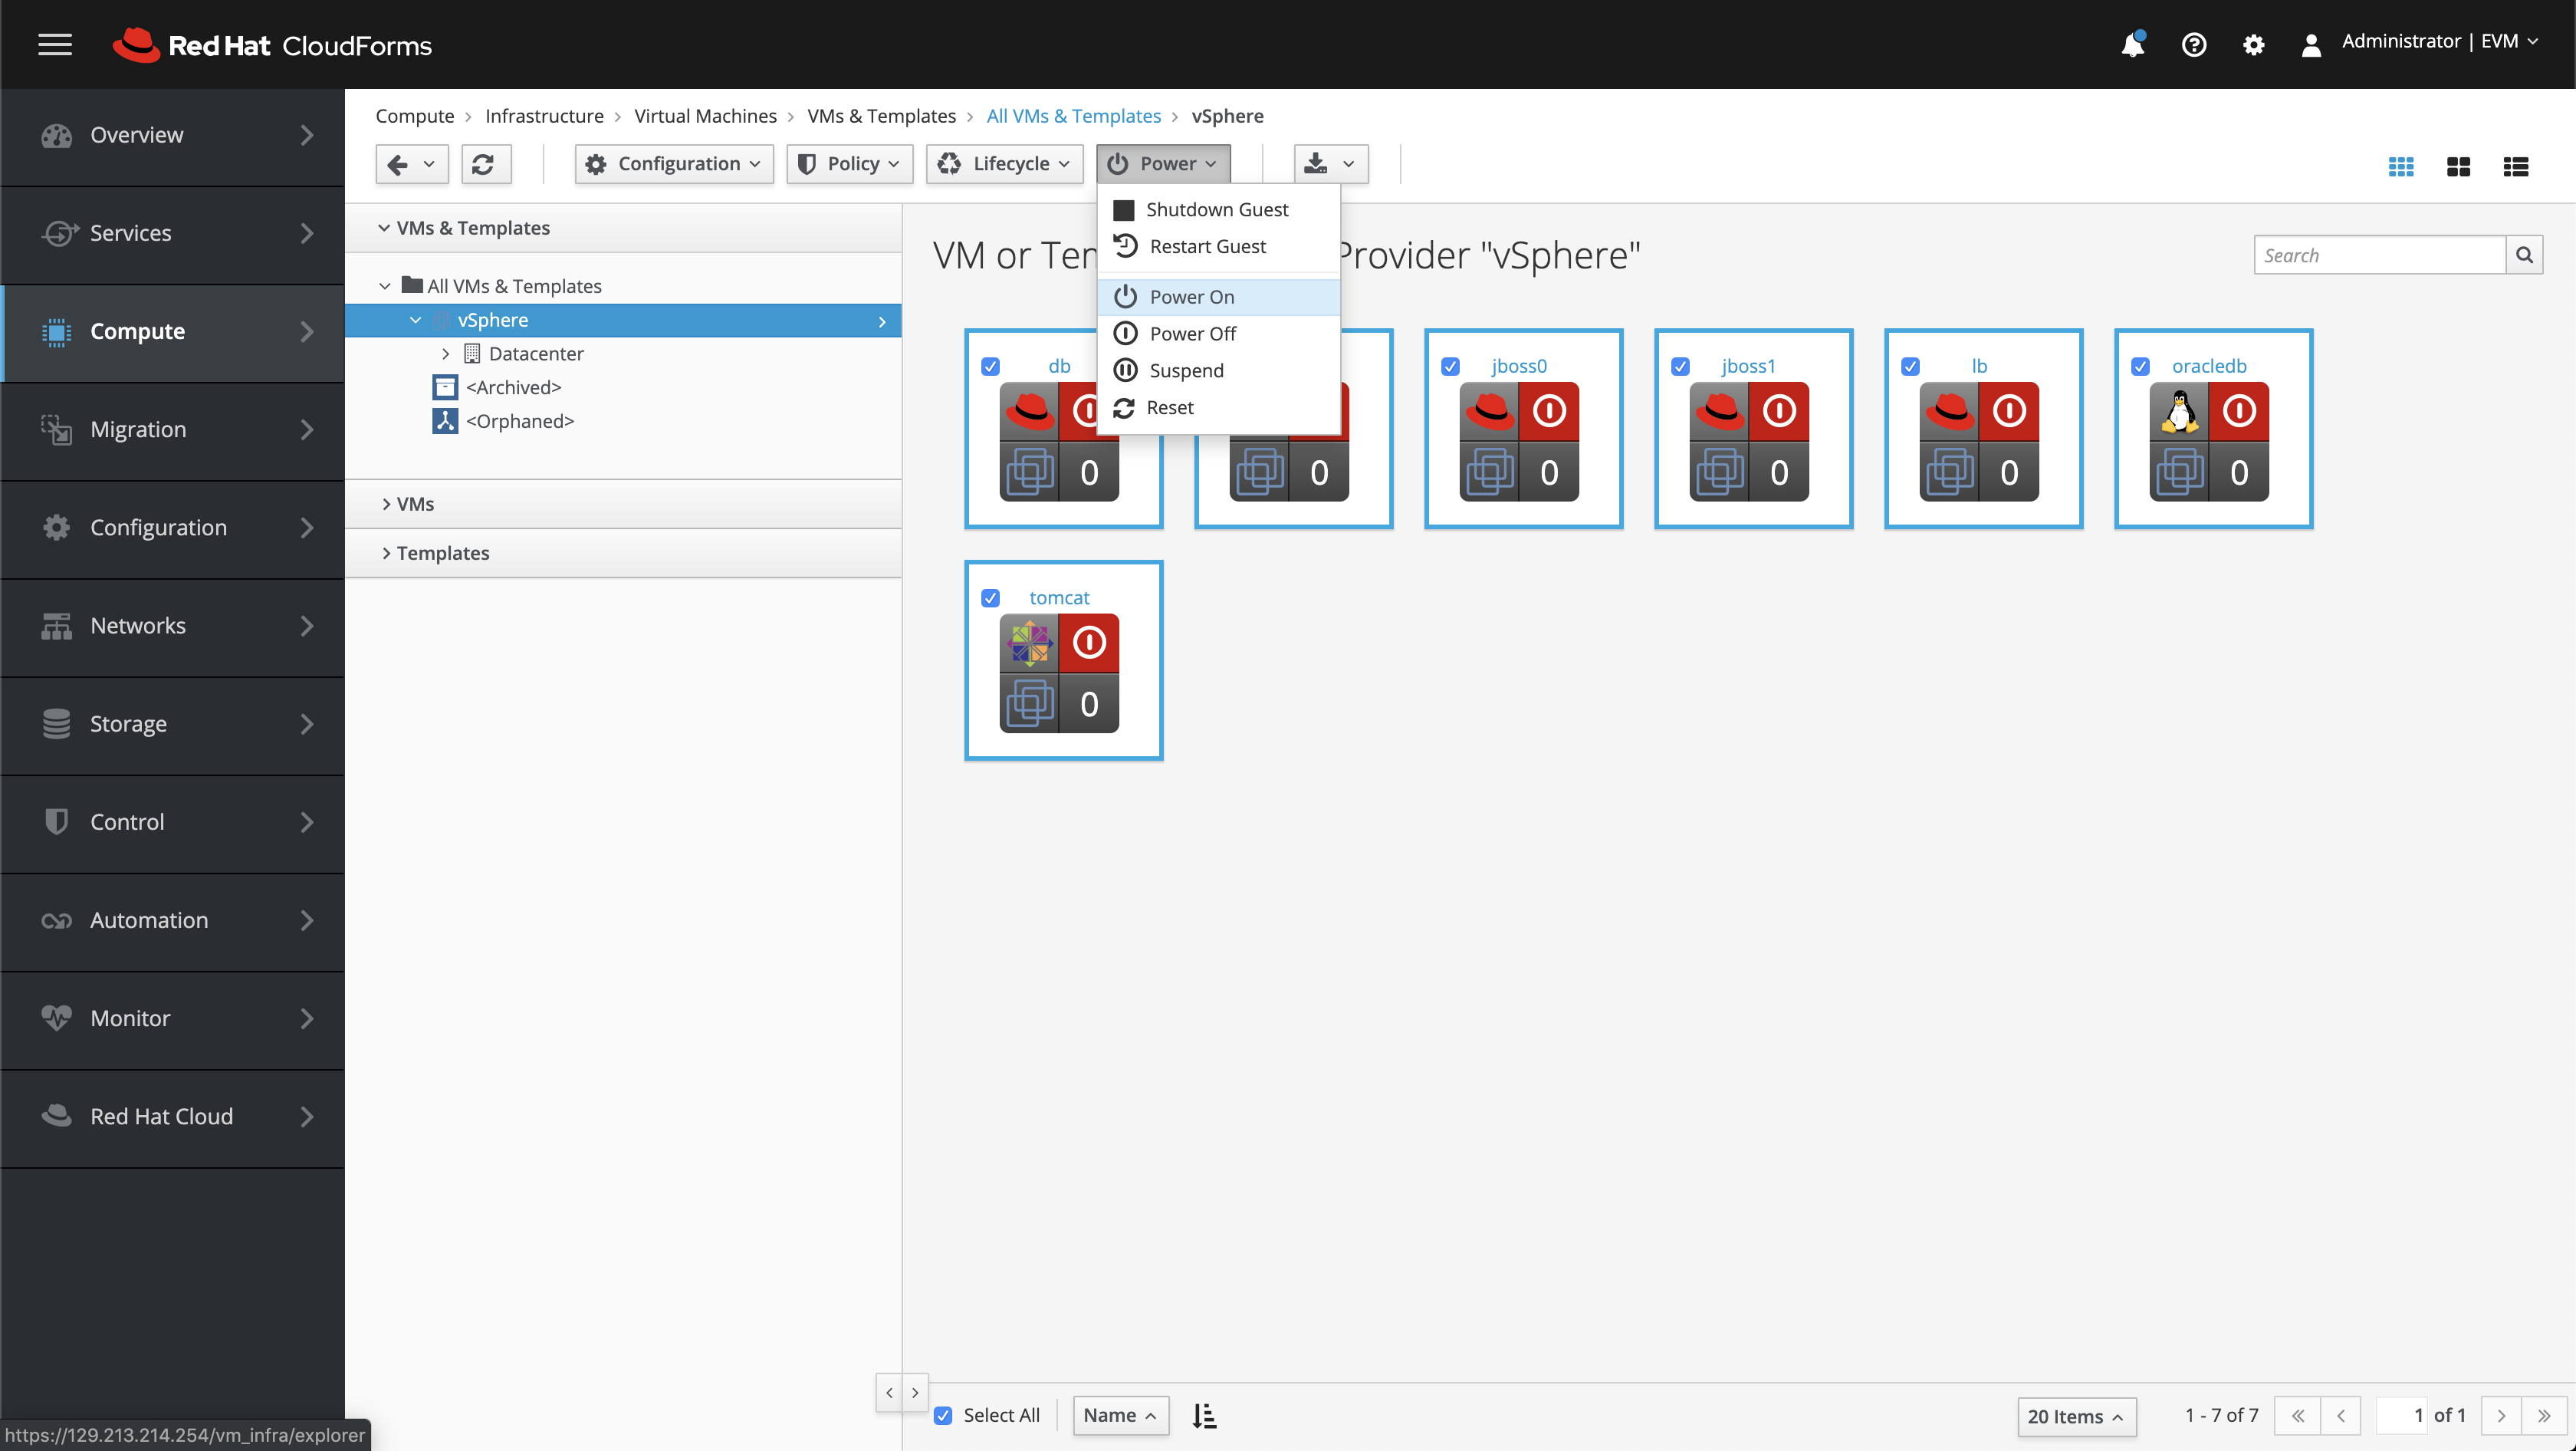 Red Hat CloudForms
Administrator | EVM
Overview
Services
Compute
Migration
Configuration
Networks
Storage
Control
Automation
Monitor
Red Hat Cloud
Compute > Infrastructure > Virtual Machines > VMs & Templates > All VMs & Templates > vSphere
Configuration
Policy
Lifecycle
Power
Shutdown Guest
Restart Guest
Power On
Power Off
Suspend
Reset
VMs & Templates
All VMs & Templates
vSphere
Datacenter
<Archived>
<Orphaned>
VMs
Templates
VM or Provider "vSphere"
Search
db
jboss0
jboss1
lb
oracledb
0
0
0
0
0
0
tomcat
0
Select All
Name
20 Items
1 - 7 of 7
1 of 1
https://129.213.214.254/vm_infra/explorer